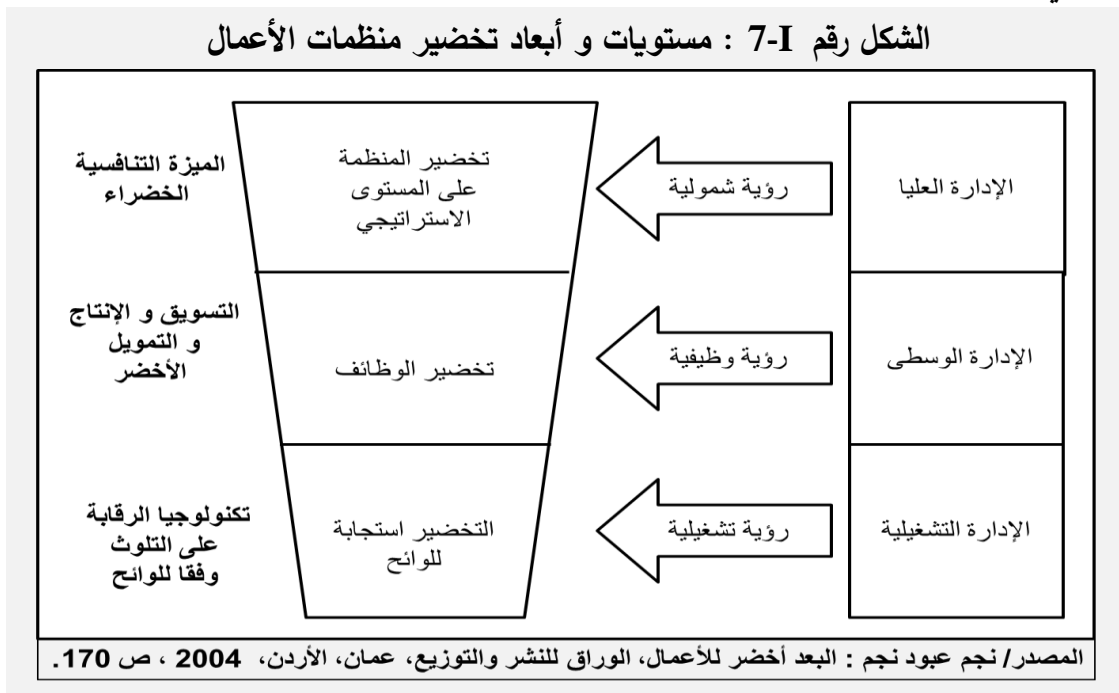 الشكل رقم 7-I : مستويات و أبعاد تخضير منظمات الأعمال
الإدارة العليا
رؤية شمولية
تخضير المنظمة
على المستوى
الاستراتيجي
الميزة التنافسية
الخضراء
الإدارة الوسطى
رؤية وظيفية
تخضير الوظائف
التسويق و الإنتاج
و التمويل
الأخضر
الإدارة التشغيلية
رؤية تشغيلية
التخضير استجابة
للوائح
تكنولوجيا الرقابة
على التلوث
وفقا للوائح
المصدر/ نجم عبود نجم : البعد أخضر للأعمال، الوراق للنشر والتوزيع، عمان، الأردن، 2004 ، ص 170.